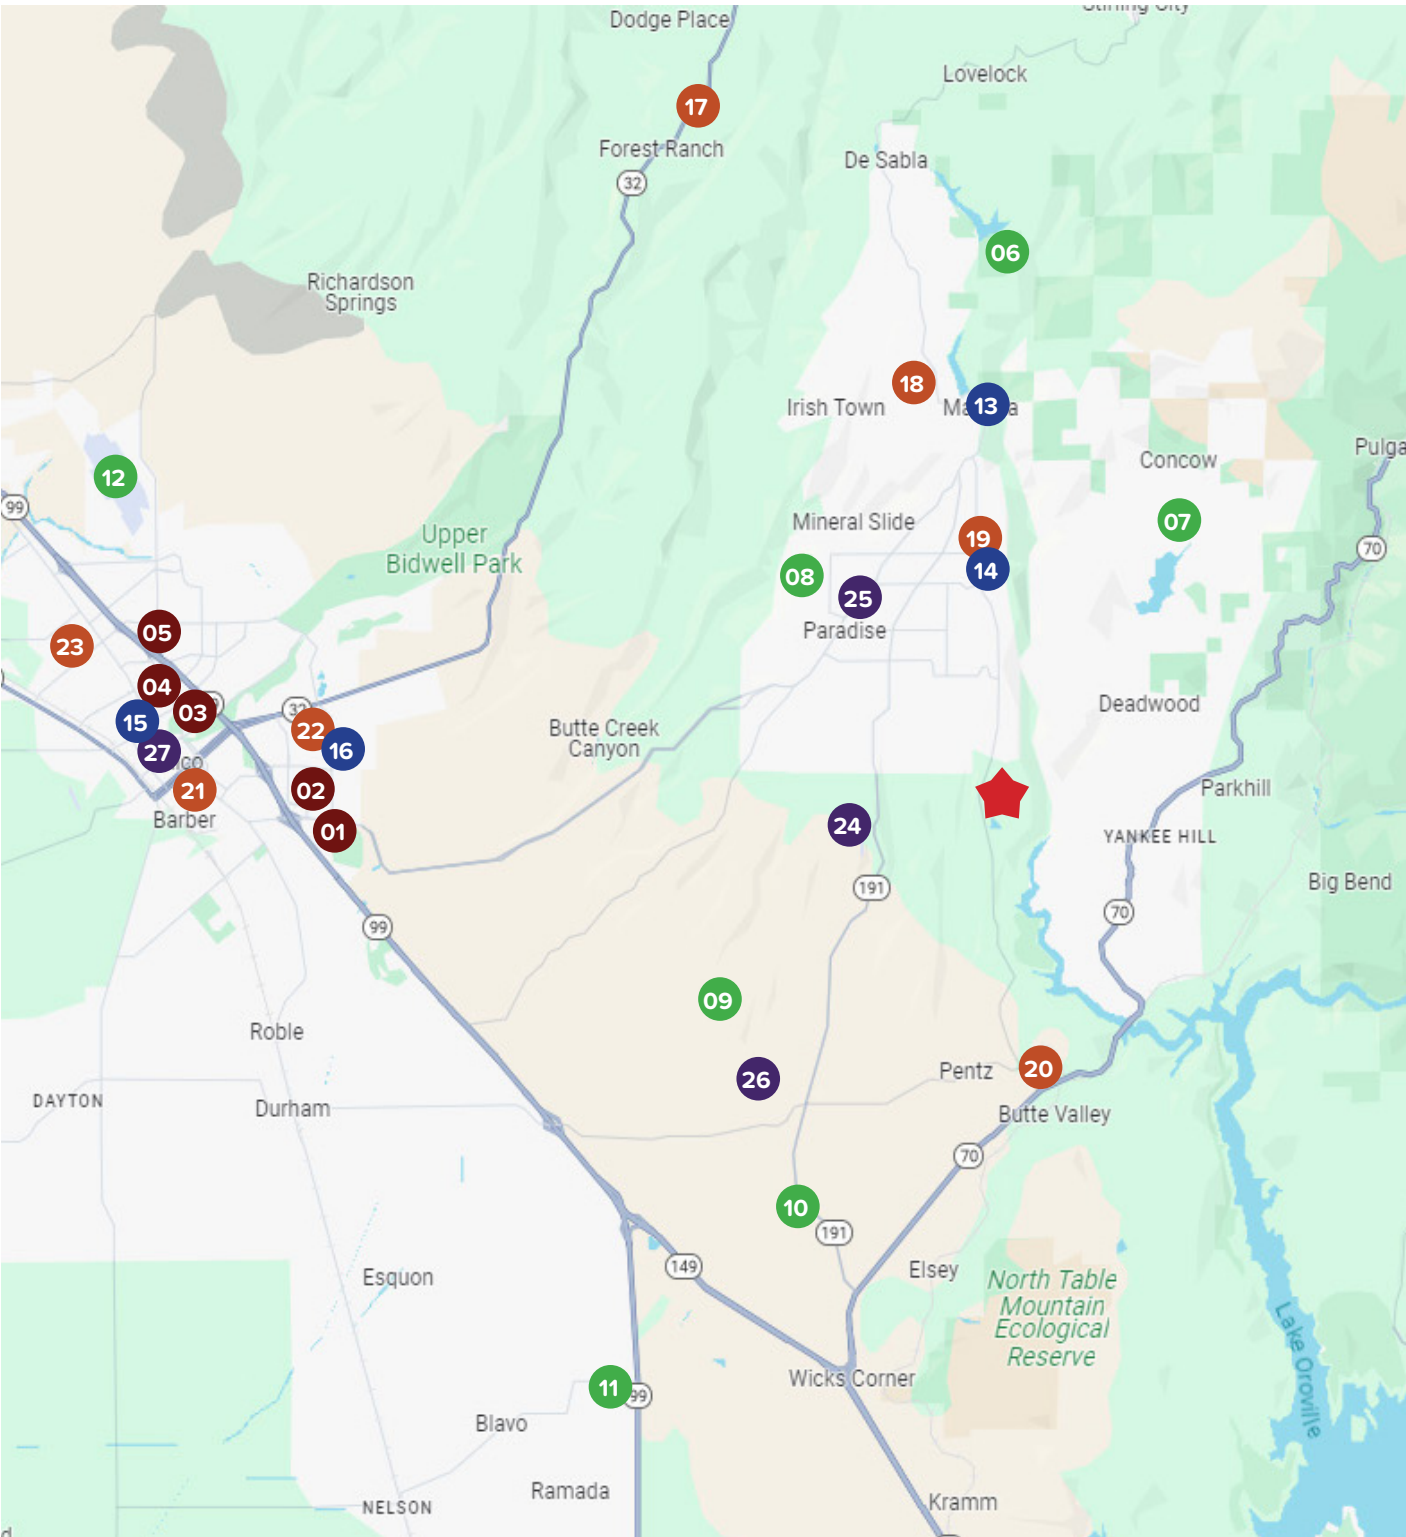 Dodge Place
Stirling City
Lovelock
17
Forest Ranch
De Sabla
32
06
Richardson
Springs
18
Irish Town
13
Pulga
Concow
12
99
Mineral Slide
07
Upper
Bidwell Park
19
70
08
14
25
05
Paradise
23
04
03
Deadwood
15
32
22
Butte Creek
Canyon
27
16
21
02
Parkhill
Barber
01
24
YANKEE HILL
191
Big Bend
99
70
09
Roble
Pentz
20
26
DAYTON
Durham
Butte Valley
70
10
191
149
Elsey
Esquon
North Table
Mountain
Ecological
Reserve
Lake Oroville
Wicks Corner
11
99
Blavo
Ramada
NELSON
Kramm